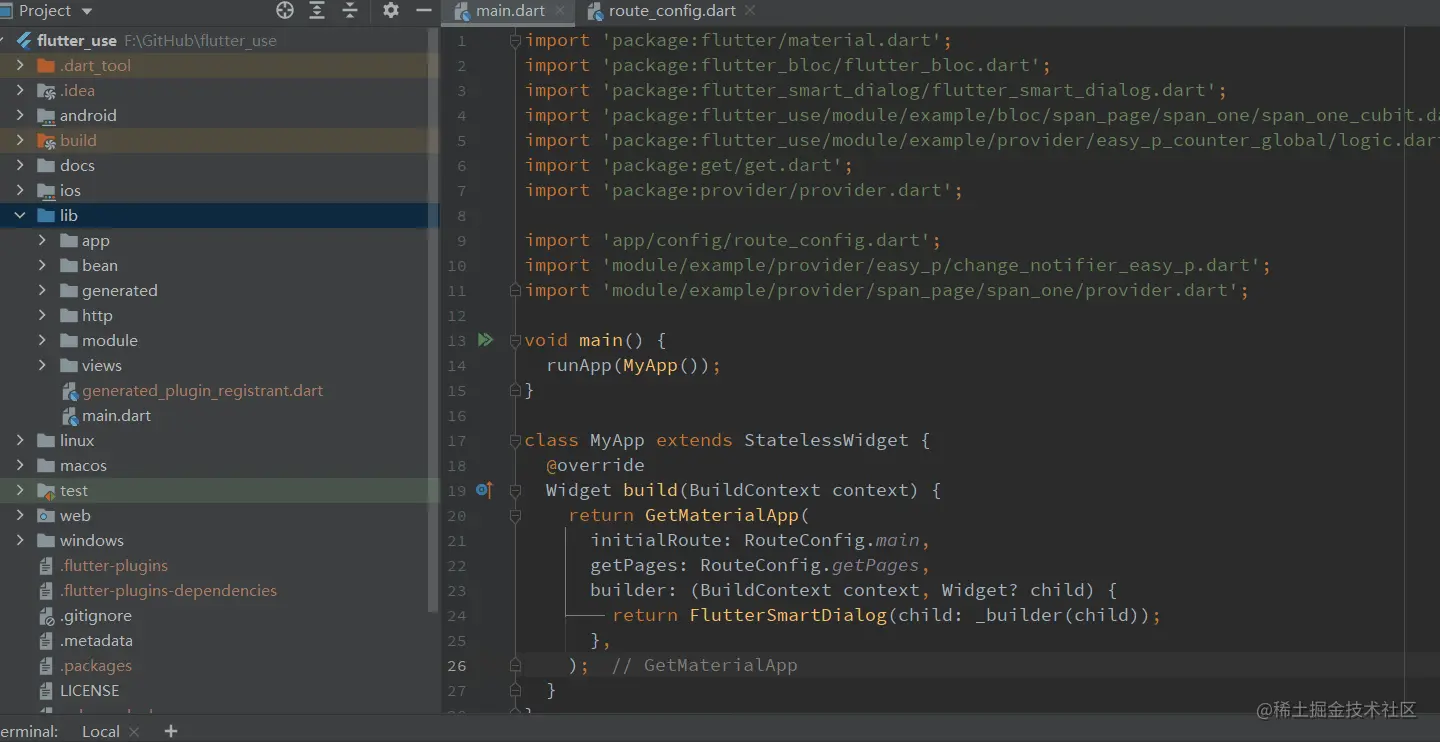 Project
main.dart
route_config.dart
flutter_use F:\GitHub\flutter_use
.dart_tool
.idea
android
build
docs
ios
lib
app
bean
generated
http
module
views
generated_plugin_registrant.dart
main.dart
linux
macos
test
web
windows
.flutter-plugins
.flutter-plugins-dependencies
.gitignore
.metadata
.packages
LICENSE
1 import 'package:flutter/material.dart';
2 import 'package:flutter_bloc/flutter_bloc.dart';
3 import 'package:flutter_smart_dialog/flutter_smart_dialog.dart';
4 import 'package:flutter_use/module/example/bloc/span_page/span_one/span_one_cubit.da
5 import 'package:flutter_use/module/example/provider/easy_p_counter_global/logic.dar
6 import 'package:get/get.dart';
7 import 'package:provider/provider.dart';
8
9 import 'app/config/route_config.dart';
10 import 'module/example/provider/easy_p/change_notifier_easy_p.dart';
11 import 'module/example/provider/span_page/span_one/provider.dart';
12
13 void main() {
14 runApp(MyApp());
15 }
16
17 class MyApp extends StatelessWidget {
18 @override
19 Widget build(BuildContext context) {
20 return GetMaterialApp(
21 initialRoute: RouteConfig.main,
22 getPages: RouteConfig.getPages,
23 builder: (BuildContext context, Widget? child) {
24 return FlutterSmartDialog(child: _builder(child));
25 },
26 ); // GetMaterialApp
27 }
@稀土掘金技术社区
erminal: Local +